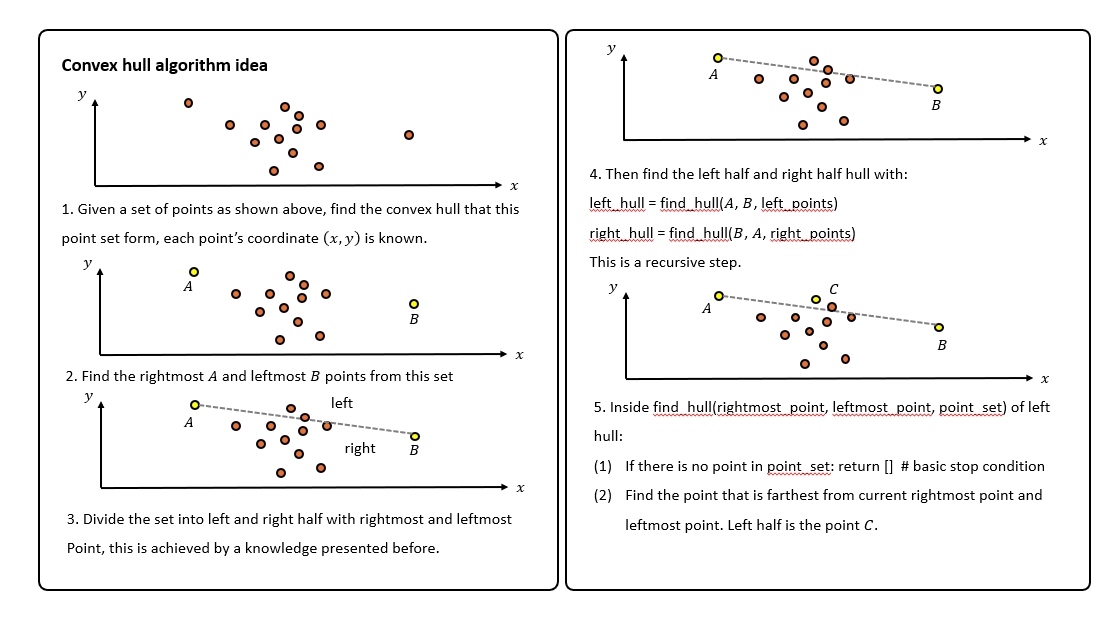 Convex hull algorithm idea
y
x
1. Given a set of points as shown above, find the convex hull that this
point set form, each point's coordinate (x, y) is known.
y
A
B
x
2. Find the rightmost A and leftmost B points from this set
y
left
A
right
B
x
3. Divide the set into left and right half with rightmost and leftmost
Point, this is achieved by a knowledge presented before.
y
A
B
x
4. Then find the left half and right half hull with:
left_hull = find_hull(A, B, left_points)
right_hull = find_hull(B, A, right_points)
This is a recursive step.
y
C
A
B
x
5. Inside find_hull(rightmost_point, leftmost_point, point_set) of left
hull:
(1) If there is no point in point_set: return [] # basic stop condition
(2) Find the point that is farthest from current rightmost point and
leftmost point. Left half is the point C.